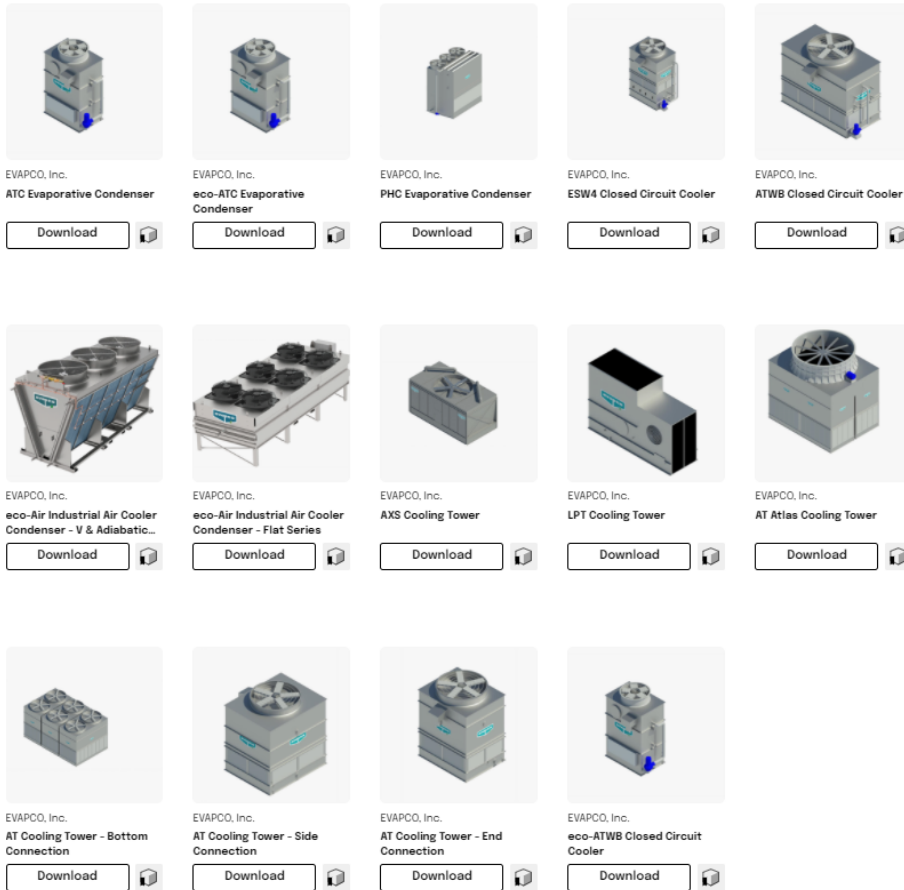 EVAPCO, Inc.
ATC Evaporative Condenser
Download
EVAPCO, Inc.
eco-ATC Evaporative
Condenser
Download
EVAPCO, Inc.
PHC Evaporative Condenser
Download
EVAPCO, Inc.
ESW4 Closed Circuit Cooler
Download
EVAPCO, Inc.
ATWB Closed Circuit Cooler
Download
EVAPCO, Inc.
eco-Air Industrial Air Cooler
Condenser - V & Adiabatic...
Download
EVAPCO, Inc.
eco-Air Industrial Air Cooler
Condenser - Flat Series
Download
EVAPCO, Inc.
AXS Cooling Tower
Download
EVAPCO, Inc.
LPT Cooling Tower
Download
EVAPCO, Inc.
AT Atlas Cooling Tower
Download
EVAPCO, Inc.
AT Cooling Tower - Bottom
Connection
Download
EVAPCO, Inc.
AT Cooling Tower - Side
Connection
Download
EVAPCO, Inc.
AT Cooling Tower - End
Connection
Download
EVAPCO, Inc.
eco-ATWB Closed Circuit
Cooler
Download